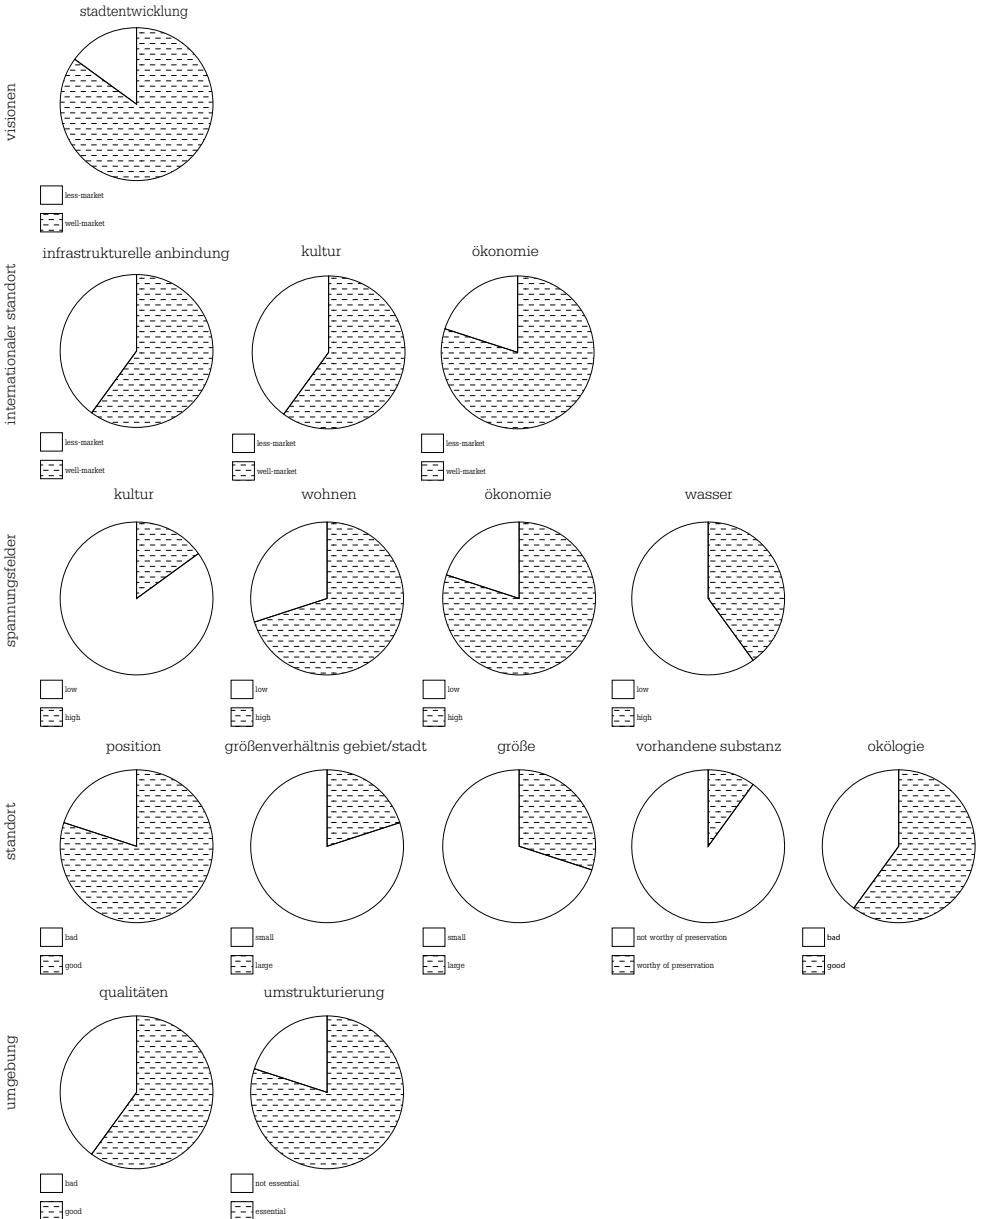 stadtentwicklung
visionen
less-market
well-market
infrastrukturelle anbindung
kultur
ökonomie
internationaler standort
less-market
less-market
less-market
well-market
well-market
well-market
kultur
wohnen
ökonomie
wasser
spannungsfelder
low
low
low
low
high
high
high
high
position
größenverhältnis gebiet/stadt
größe
vorhandene substanz
okölogie
standort
bad
small
small
not worthy of preservation
bad
good
large
large
worthy of preservation
good
qualitäten
umstrukturierung
umgebung
bad
not essential
good
essential